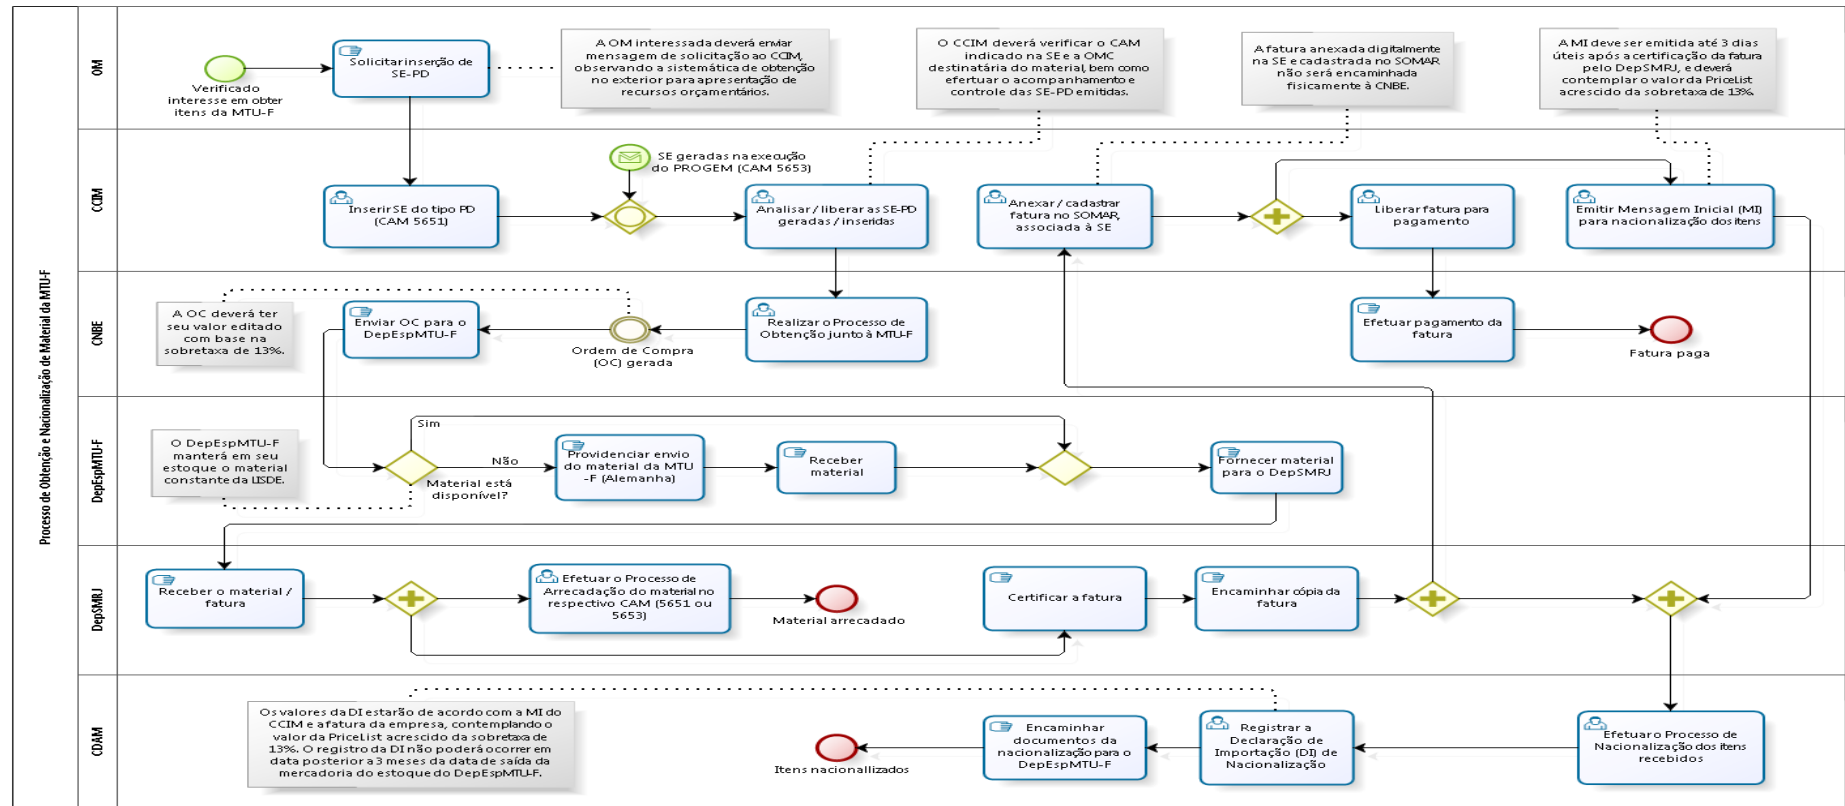 Processo de Obtenção e Nacionalização de Material da MTU-F
OM
Verificado
interesse em obter
itens da MTU-F
Solicitar inserção de
SE-PD
A OM interessada deverá enviar
mensagem de solicitação ao CCIM,
observando a sistemática de obtenção
no exterior para apresentação de
recursos orçamentários.
O CCIM deverá verificar o CAM
indicado na SE e a OMC
destinatária do material, bem como
efertuar o acompanhamento e
controle das SE-PD emitidas.
A fatura anexada digitalmente
na SE e cadastrada no SOMAR
não será encaminhada
fisicamente à CNBE.
A MI deve ser emitida até 3 dias
úteis após a certificação da fatura
pelo DepSMRJ, e deverá
contemplar o valor da PriceList
acrescido da sobretaxa de 13%.
CCIM
Inserir SE do tipo PD
(CAM 5651)
SE geradas na execução
do PROGEM (CAM 5653)
Analisar / liberar as SE-PD
geradas / inseridas
Anexar / cadastrar
fatura no SOMAR,
associada à SE
Liberar fatura para
pagamento
Emitir Mensagem Inicial (MI)
para nacionalização dos itens
CNBE
A OC deverá ter
seu valor editado
com base na
sobretaxa de 13%.
Enviar OC para o
DepEspMTU-F
Ordem de Compra
(OC) gerada
Realizar o Processo de
Obtenção junto à MTU-F
Efetuar pagamento da
fatura
Fatura paga
DepEspMTU-F
O DepEspMTU-F
manterá em seu
estoque o material
constante da LISDE.
Sim
Não
Material está
disponível?
Providenciar envio
do material da MTU
-F (Alemanha)
Receber
material
Fornecer material
para o DepSMRJ
DepSMRJ
Receber o material /
fatura
Efetuar o Processo de
Arrecadação do material no
respectivo CAM (5651 ou
5653)
Material arrecadado
Certificar a fatura
Encaminhar cópia da
fatura
CDAM
Os valores da DI estarão de acordo com a MI do
CCIM e a fatura da empresa, contemplando o
valor da PriceList acrescido da sobretaxa de
13%. O registro da DI não poderá ocorrer em
data posterior a 3 meses da data de saída da
mercadoria do estoque do DepEspMTU-F.
Itens nacionallizados
Encaminhar
documentos da
nacionalização para o
DepEspMTU-F
Registrar a
Declaração de
Importação (DI) de
Nacionalização
Efetuar o Processo de
Nacionalização dos itens
recebidos